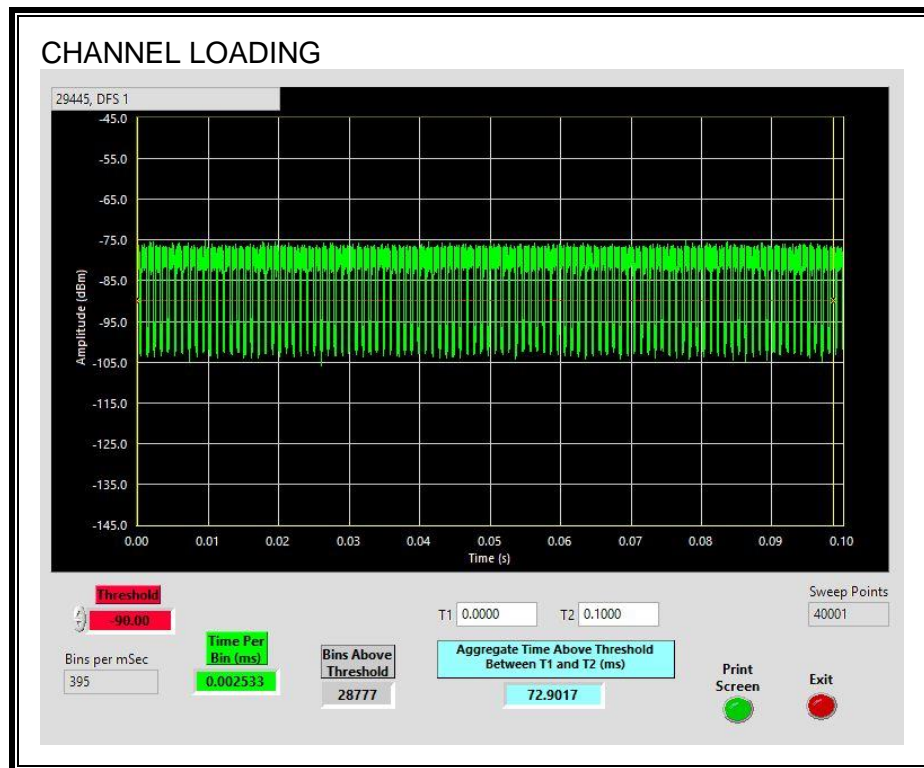 CHANNEL LOADING
29445, DFS 1
-45.0
-55.0
-65.0
-75.0
-85.0
-95.0
-105.0
-115.0
-125.0
-135.0
-145.0
Amplitude (dBm)
0.00 0.01 0.02 0.03 0.04 0.05 0.06 0.07 0.08 0.09 0.10
Time (s)
Threshold
-90.00
Bins per mSec
395
Time Per
Bin (ms)
0.002533
Bins Above
Threshold
28777
T1 0.0000 T2 0.1000
Aggregate Time Above Threshold
Between T1 and T2 (ms)
72.9017
Sweep Points
40001
Print
Screen
Exit